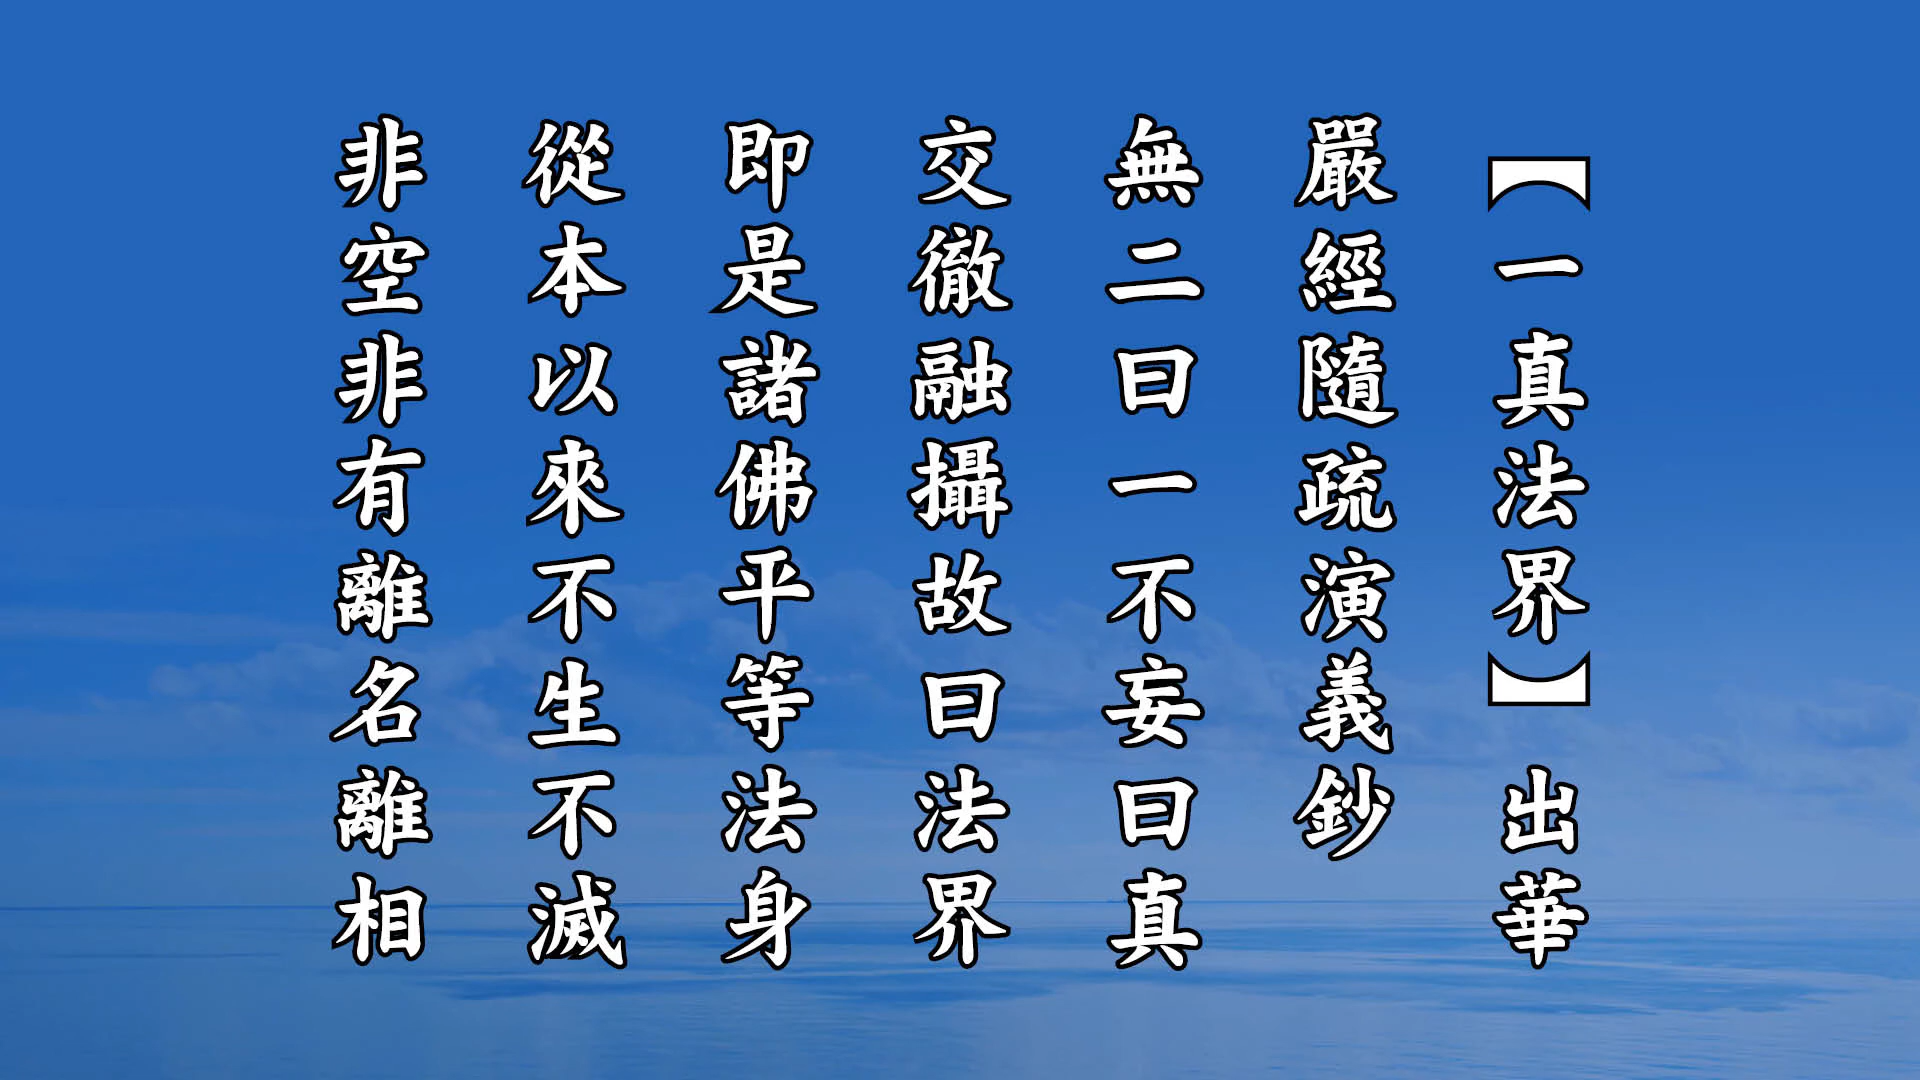 【一真法界】出華
嚴經隨疏演義鈔
無二曰一不妄曰真
交徹融攝故曰法界
即是諸佛平等法身
從本以來不生不滅
非空非有離名離相